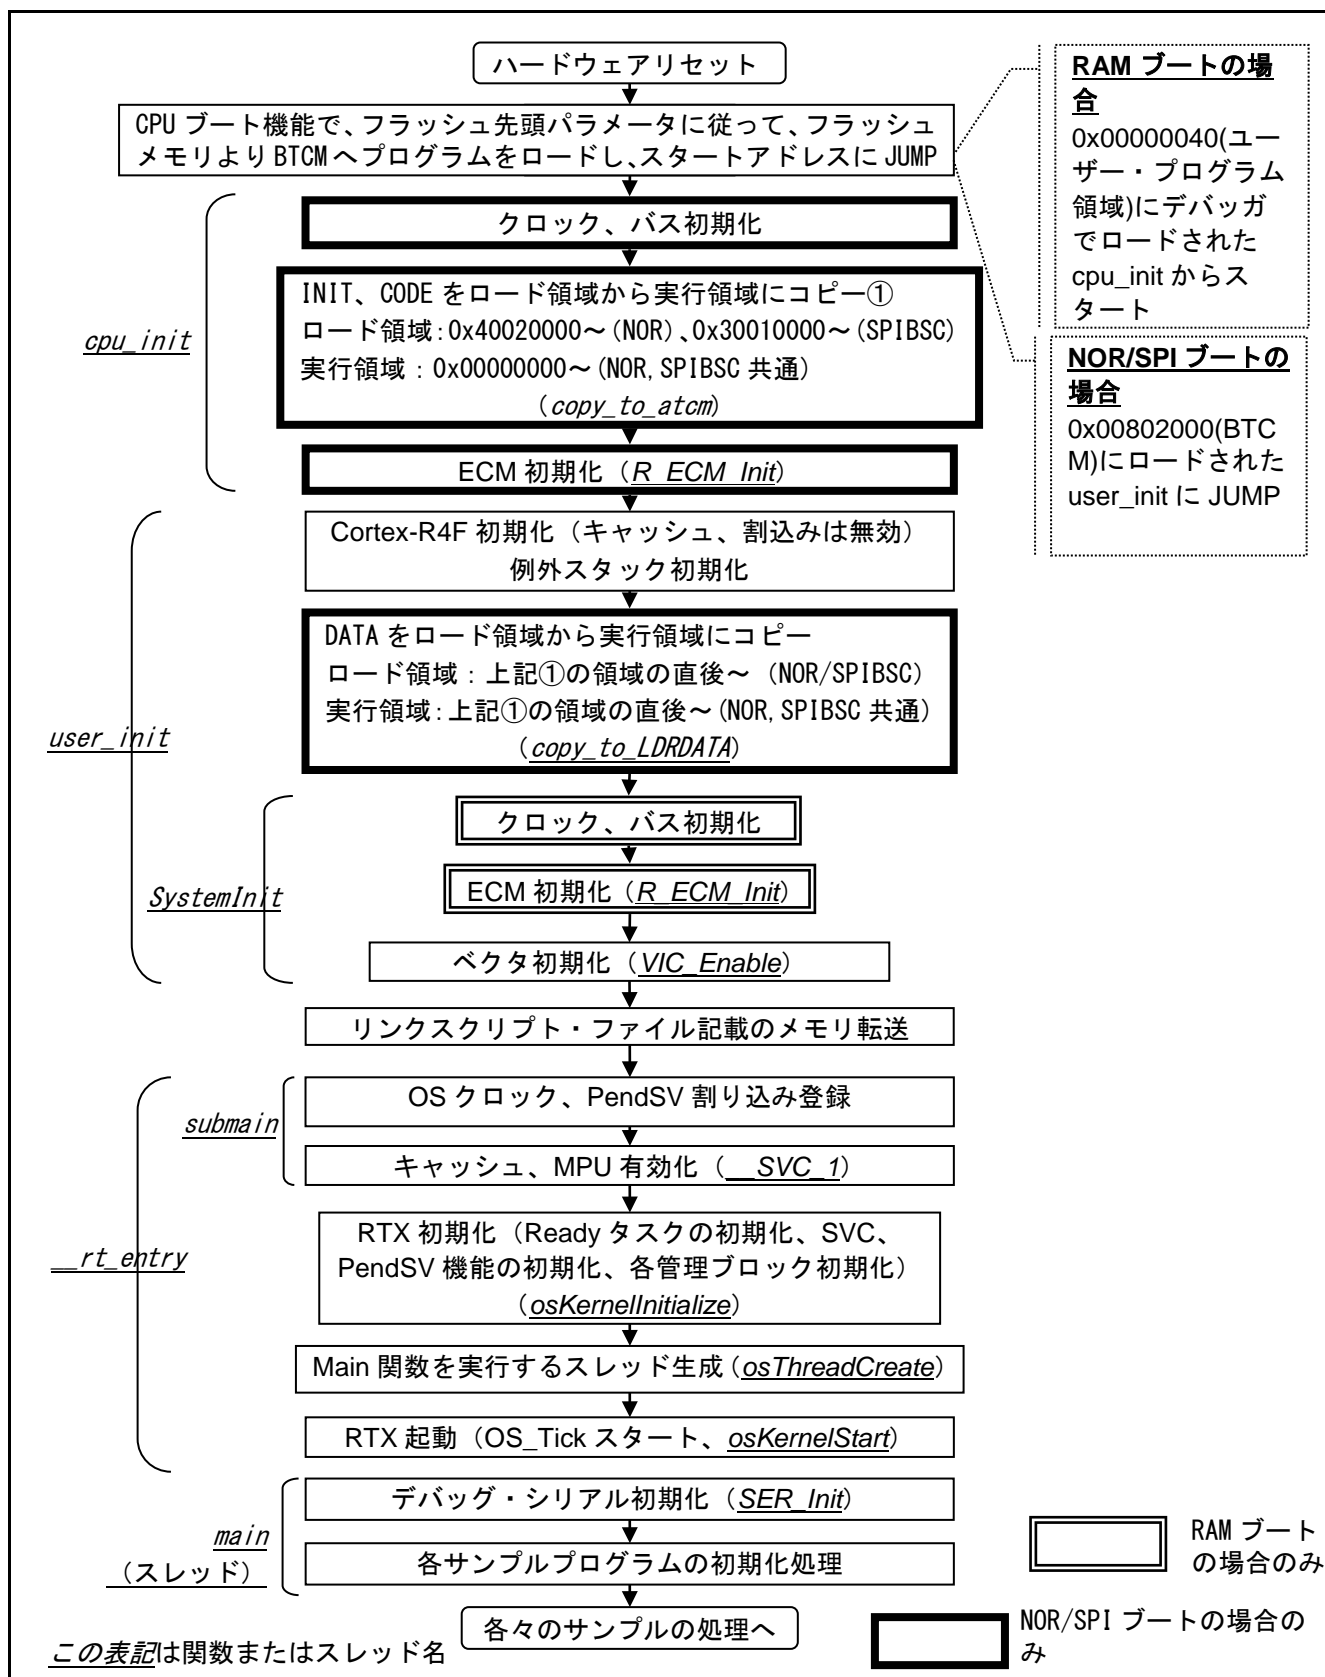 ハードウェアリセット
CPU ブート機能で、フラッシュ先頭パラメータに従って、フラッシュ
メモリより BTCM へプログラムをロードし、スタートアドレスに JUMP
RAM ブートの場
合
0x00000040(ユー
ザー・プログラム
領域)にデバッガ
でロードされた
cpu_init からス
タート
NOR/SPI ブートの
場合
0x00802000(BTC
M)にロードされた
user_init に JUMP
cpu_init
クロック、バス初期化
INIT、CODE をロード領域から実行領域にコピー①
ロード領域：0x40020000～(NOR)、0x30010000～(SPIBSC)
実行領域：0x00000000～(NOR,SPIBSC 共通)
（copy_to_atcm）
ECM 初期化（R_ECM_Init）
user_init
Cortex-R4F 初期化（キャッシュ、割込みは無効）
例外スタック初期化
DATA をロード領域から実行領域にコピー
ロード領域：上記①の領域の直後～（NOR/SPIBSC）
実行領域：上記①の領域の直後～(NOR,SPIBSC 共通)
（copy_to_LDRDATA）
SystemInit
クロック、バス初期化
ECM 初期化（R_ECM_Init）
ベクタ初期化（VIC_Enable）
リンクスクリプト・ファイル記載のメモリ転送
__rt_entry
submain
OS クロック、PendSV 割り込み登録
キャッシュ、MPU 有効化（__SVC_1）
RTX 初期化（Ready タスクの初期化、SVC、
PendSV 機能の初期化、各管理ブロック初期化）
（osKernelInitialize）
Main 関数を実行するスレッド生成（osThreadCreate）
RTX 起動（OS_Tick スタート、osKernelStart）
main
（スレッド）
デバッグ・シリアル初期化（SER_Init）
各サンプルプログラムの初期化処理
各々のサンプルの処理へ
RAM ブート
の場合のみ
NOR/SPI ブートの場合の
み
この表記は関数またはスレッド名